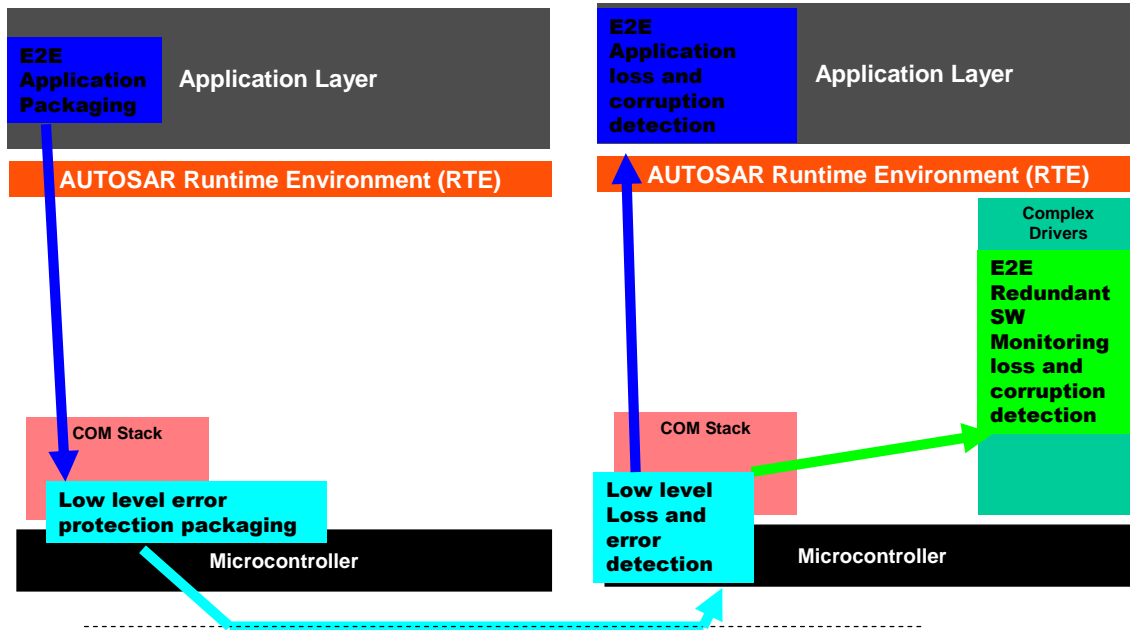 E2E
Application
Packaging
Application Layer
AUTOSAR Runtime Environment (RTE)
COM Stack
Low level error
protection packaging
Microcontroller
E2E
Application
loss and
corruption
detection
Application Layer
AUTOSAR Runtime Environment (RTE)
Complex
Drivers
E2E
Redundant
SW
Monitoring
loss and
corruption
detection
COM Stack
Low level
Loss and
error
detection
Microcontroller